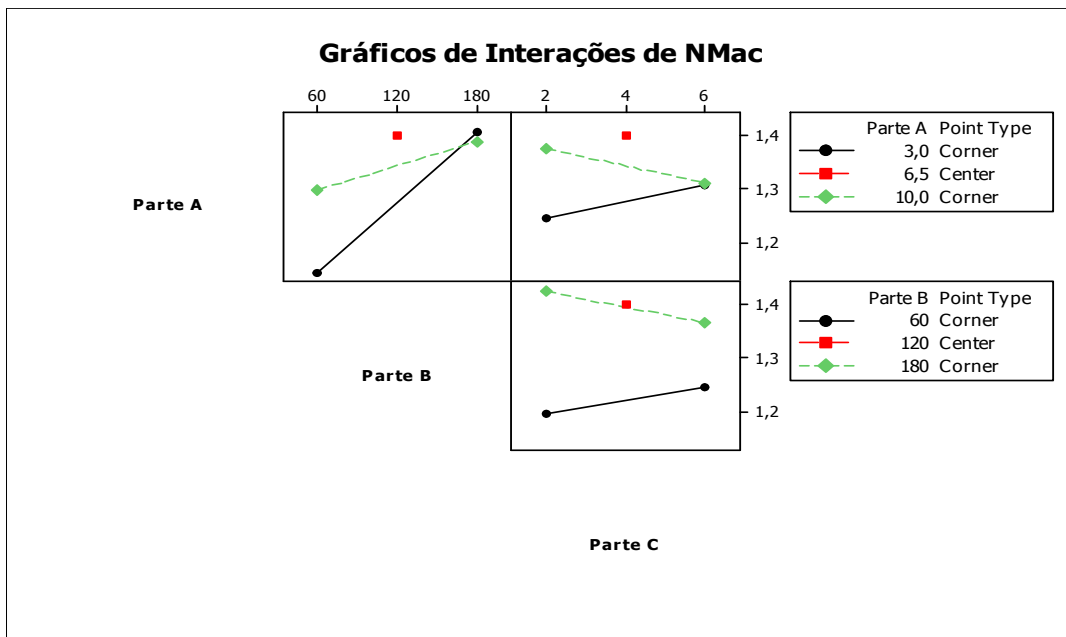 Gráficos de Interações de NMac
60 120 180 2 4 6
Parte A
1,4
1,3
1,2
Parte A Point Type
3,0 Corner
6,5 Center
10,0 Corner
Parte B
1,4
1,3
1,2
Parte B Point Type
60 Corner
120 Center
180 Corner
Parte C